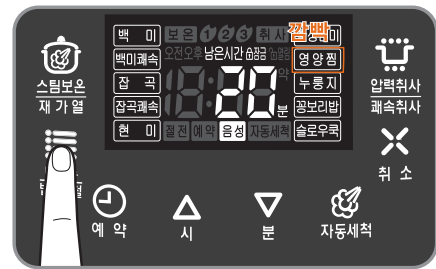 백 미 보온 1 2 3 취사 깜빡 미
백미쾌속 오전오후 남은시간 잠금 영양찜
잡 곡 20 분 약 누룽지
잡곡쾌속 꽁보리밥
현 미 절전 예약 음성 자동세척 슬로우쿡
스팀보온
재가열
압력취사
쾌속취사
취 소
예 약
시
분
자동세척